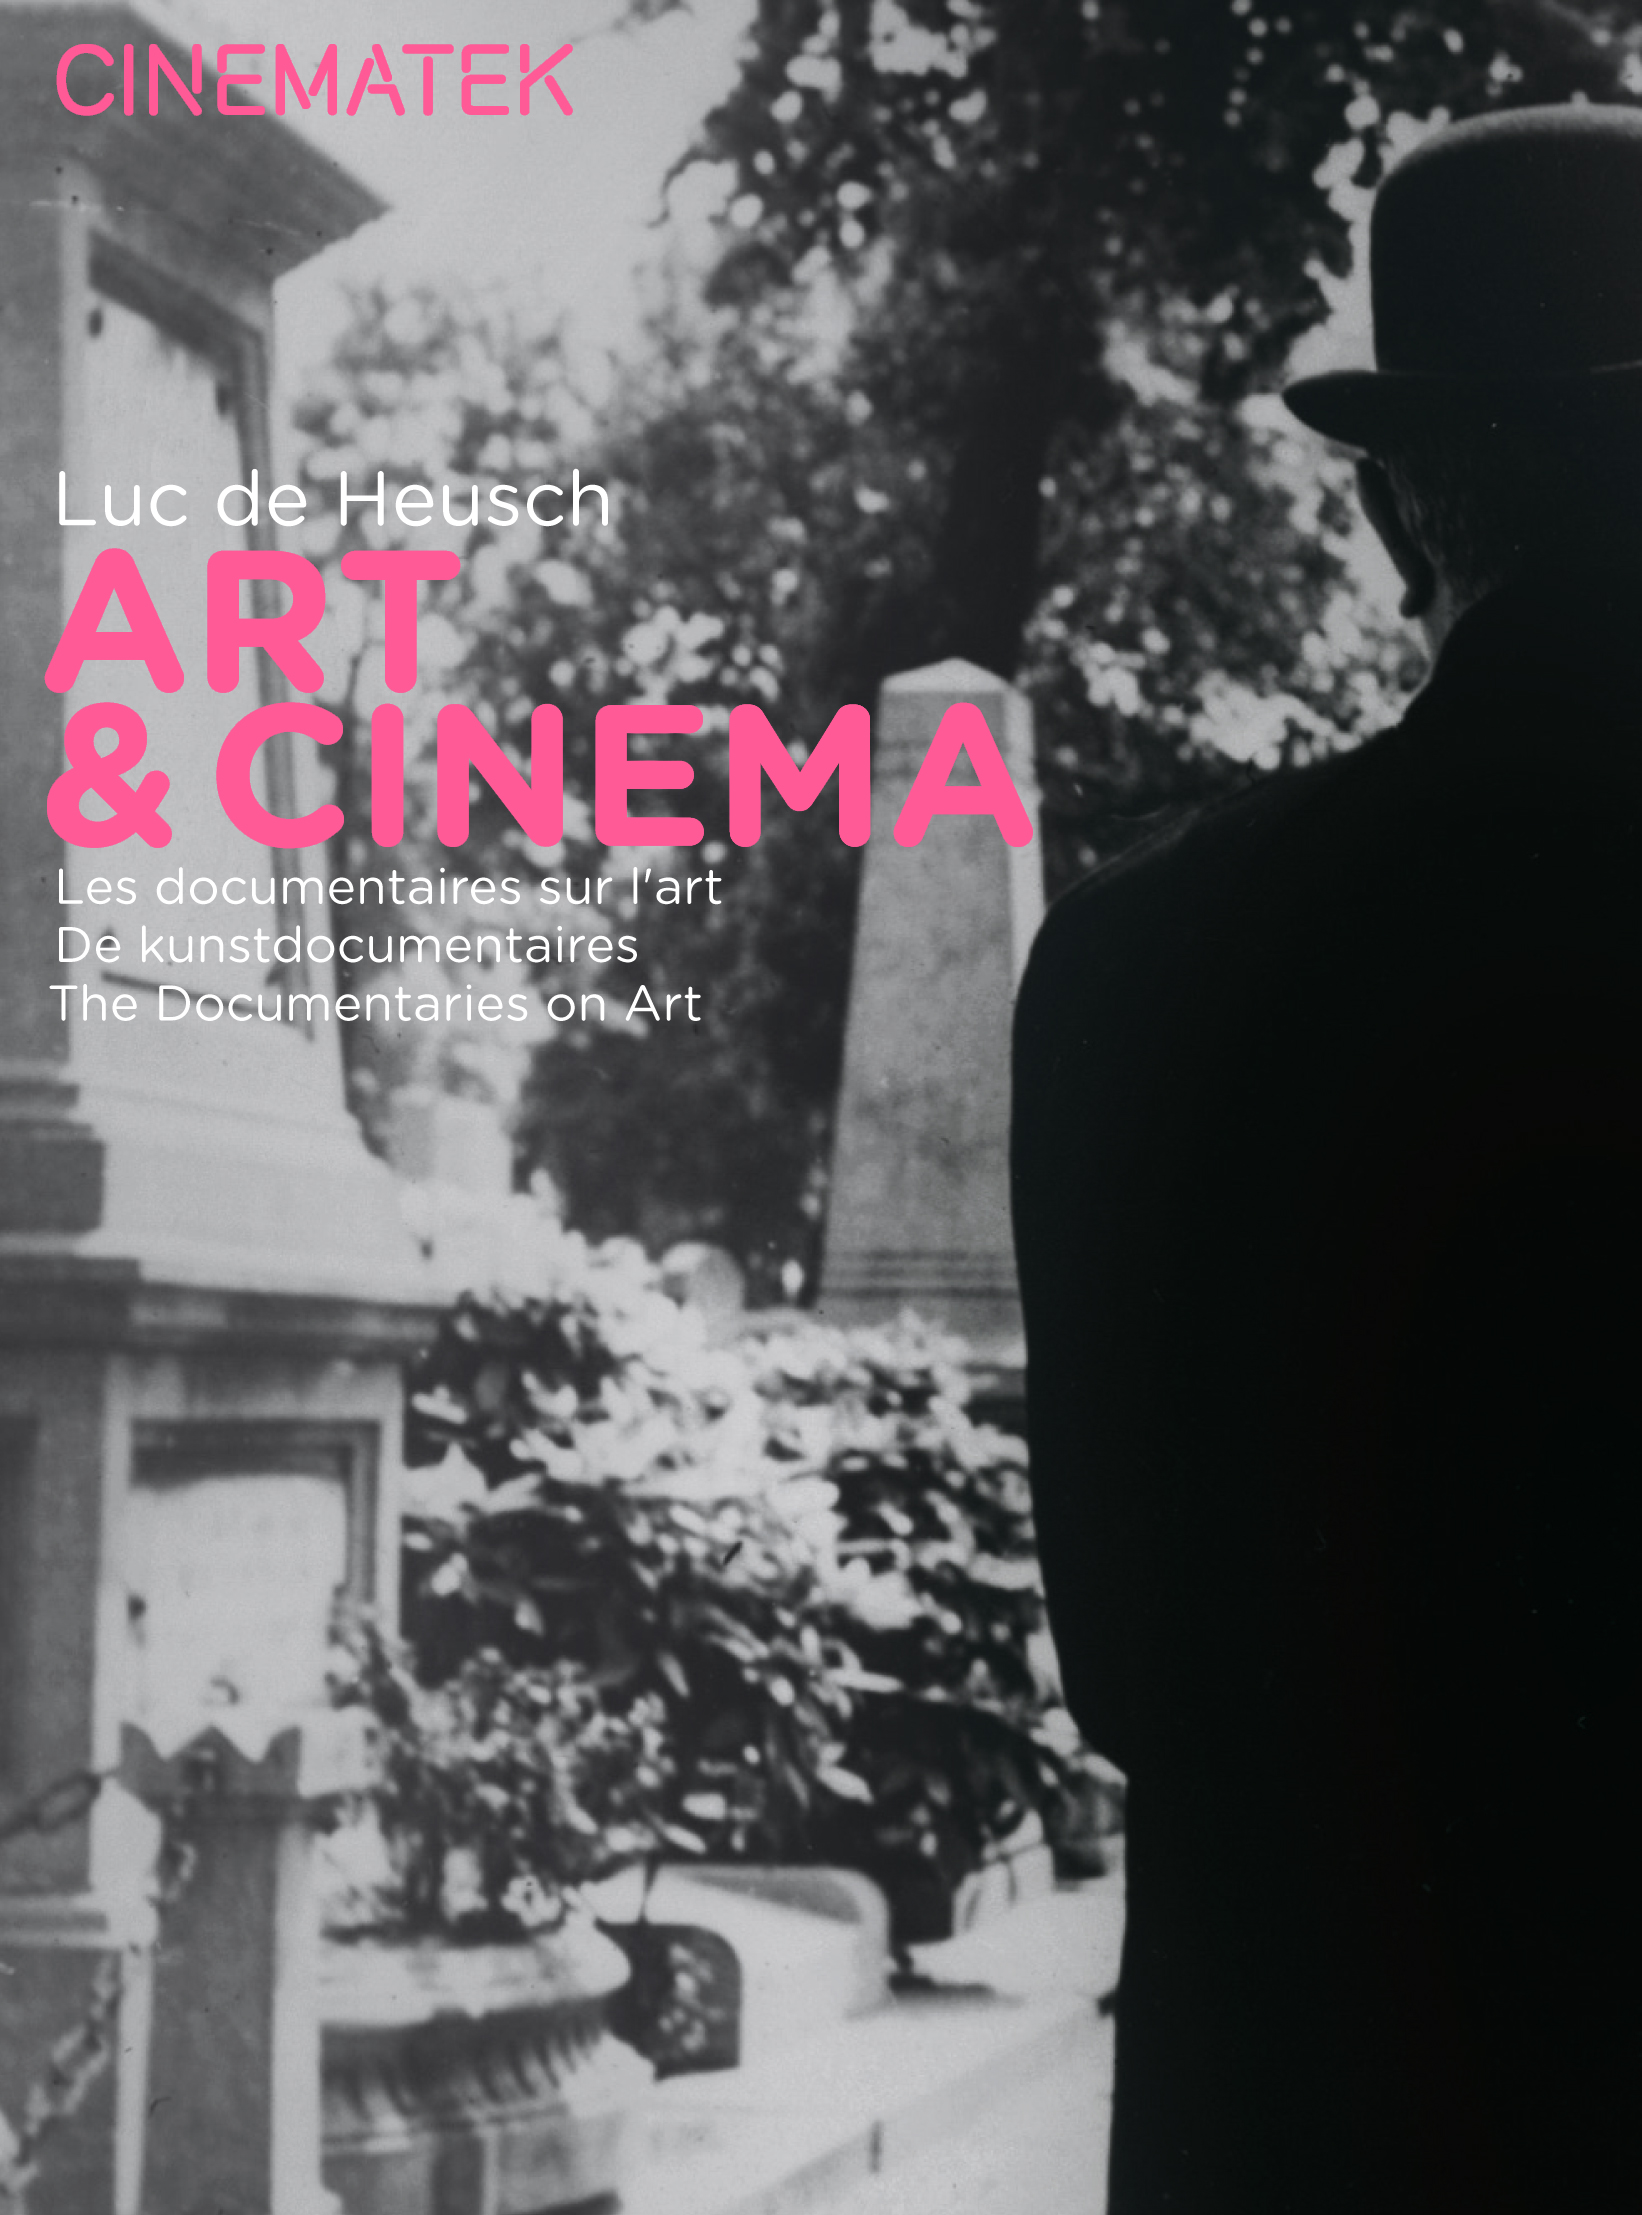 CINEMATEK
Luc de Heusch
ART
& CINEMA
Les documentaires sur l'art
De kunstdocumentaires
The Documentaries on Art